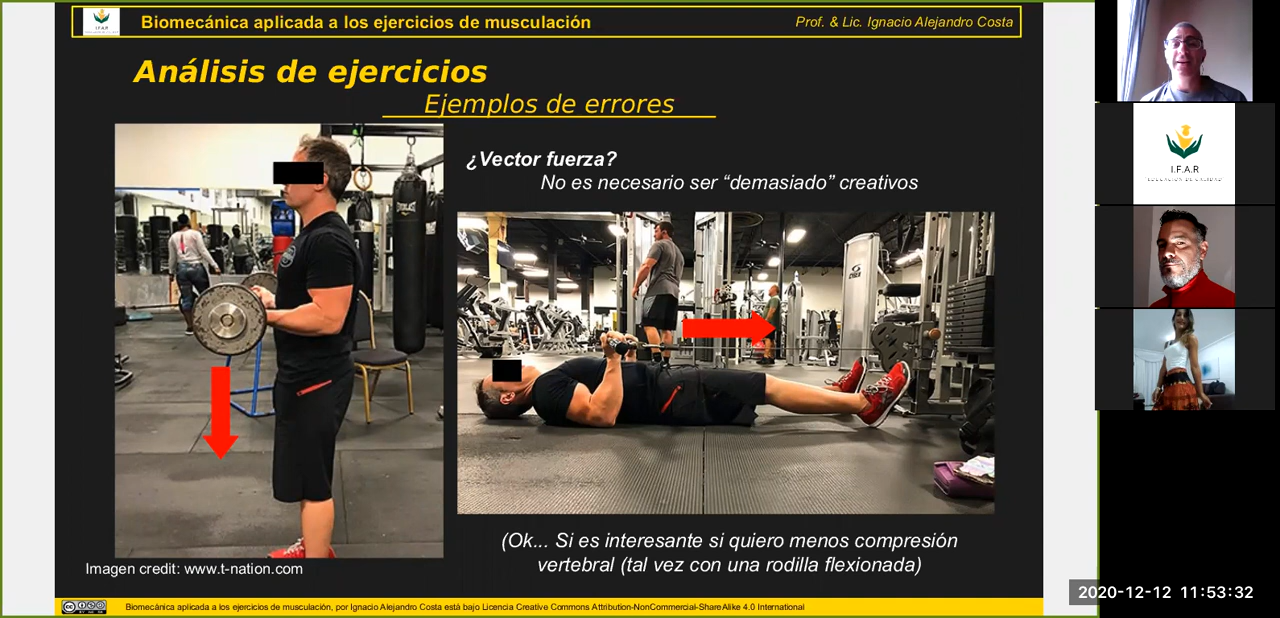 Biomecánica aplicada a los ejercicios de musculación
Prof. & Lic. Ignacio Alejandro Costa
Análisis de ejercicios
Ejemplos de errores
¿Vector fuerza?
No es necesario ser “demasiado” creativos
EVERLAST
(Ok... Si es interesante si quiero menos compresión
vertebral (tal vez con una rodilla flexionada)
Imagen credit: www.t-nation.com
Biomecánica aplicada a los ejercicios de musculación, por Ignacio Alejandro Costa está bajo Licencia Creative Commons Attribution-NonCommercial-ShareAlike 4.0 International
I.F.A.R
2020-12-12 11:53:32